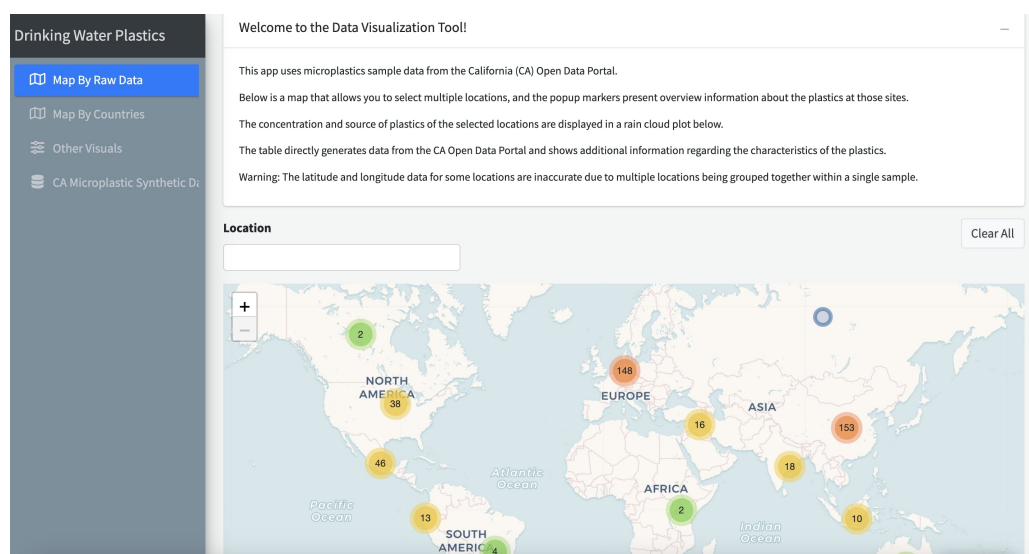 Drinking Water Plastics
Map By Raw Data
Map By Countries
Other Visuals
CA Microplastic Synthetic Da
Welcome to the Data Visualization Tool!
This app uses microplastics sample data from the California (CA) Open Data Portal.
Below is a map that allows you to select multiple locations, and the popup markers present overview information about the plastics at those sites.
The concentration and source of plastics of the selected locations are displayed in a rain cloud plot below.
The table directly generates data from the CA Open Data Portal and shows additional information regarding the characteristics of the plastics.
Warning: The latitude and longitude data for some locations are inaccurate due to multiple locations being grouped together within a single sample.
Location
Clear All
+
−
2
148
NORTH
AMERICA
38
EUROPE
ASIA
16
153
46
18
Atlantic
Ocean
AFRICA
2
Pacific
Ocean
13
10
Indian
Ocean
SOUTH
AMERICA
4